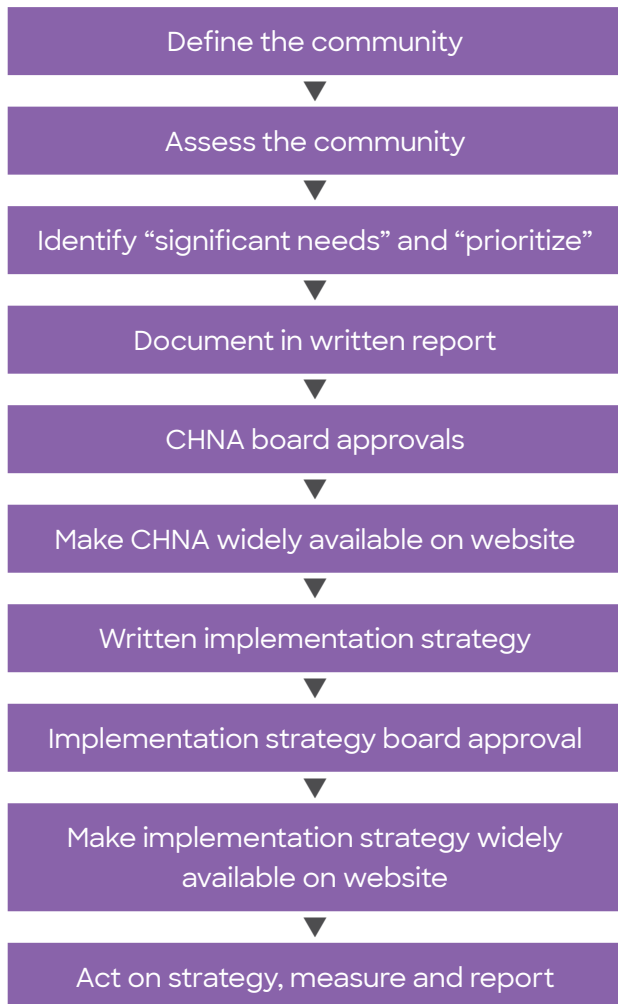 Define the community
Assess the community
Identify “significant needs” and “prioritize”
Document in written report
CHNA board approvals
Make CHNA widely available on website
Written implementation strategy
Implementation strategy board approval
Make implementation strategy widely
available on website
Act on strategy, measure and report